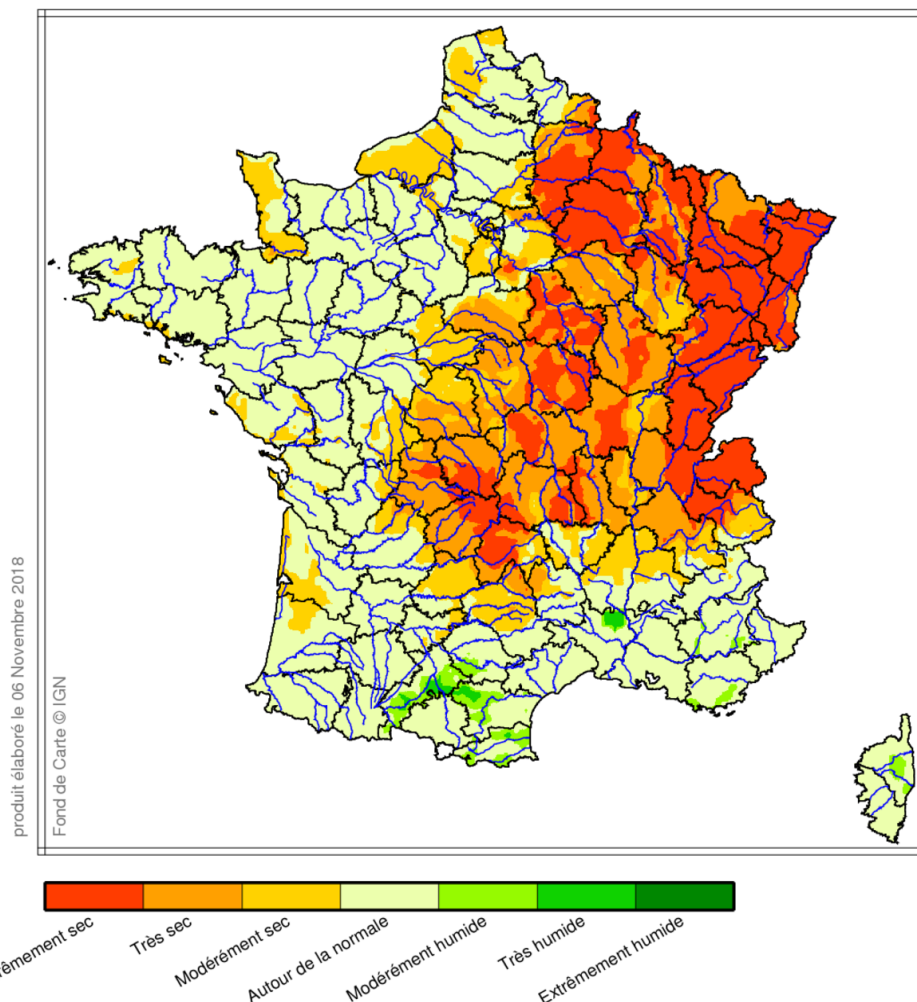 produit élaboré le 06 Novembre 2018
Fond de Carte © IGN
sec
Très sec
Modérément sec
Autour de la normale
Modérément humide
Très humide
Extrêmement humide